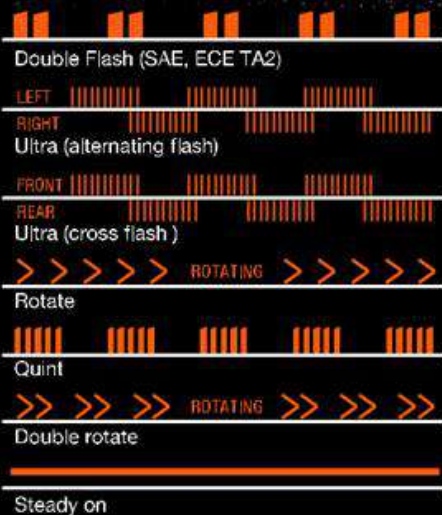 Double Flash (SAE, ECE TA2)
LEFT
RIGHT
Ultra (alternating flash)
FRONT
REAR
Ultra (cross flash )
ROTATING
Rotate
Quint
ROTATING
Double rotate
Steady on